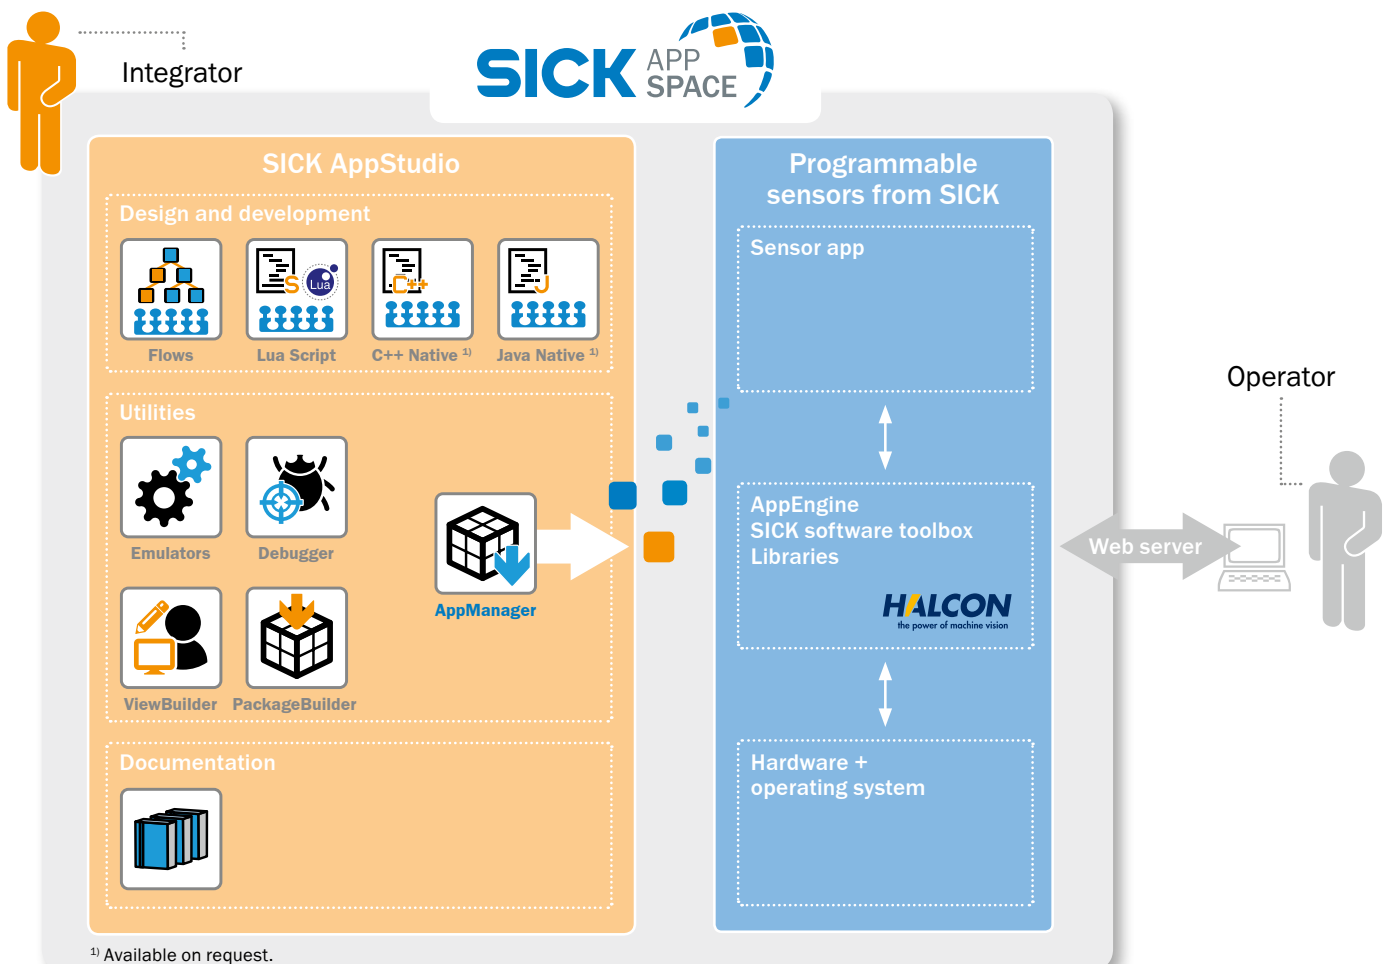 Integrator
SICK APP SPACE
SICK AppStudio
Design and development
S Lua
C++
J
Flows
Lua Script
C++ Native 1)
Java Native 1)
Utilities
Emulators
Debugger
AppManager
ViewBuilder
PackageBuilder
Documentation
1) Available on request.
Programmable
sensors from SICK
Sensor app
AppEngine
SICK software toolbox
Libraries
HALCON
the power of machine vision
Hardware +
operating system
Web server
Operator